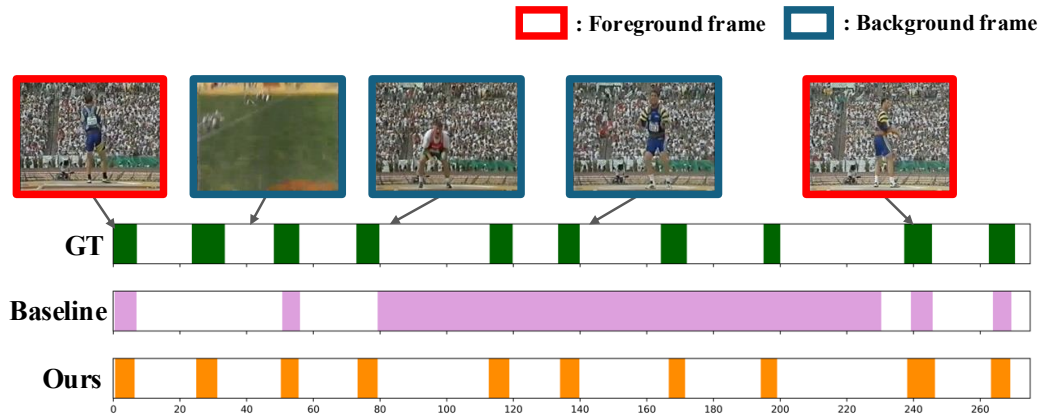 : Foreground frame : Background frame
GT
Baseline
Ours
0 20 40 60 80 100 120 140 160 180 200 220 240 260